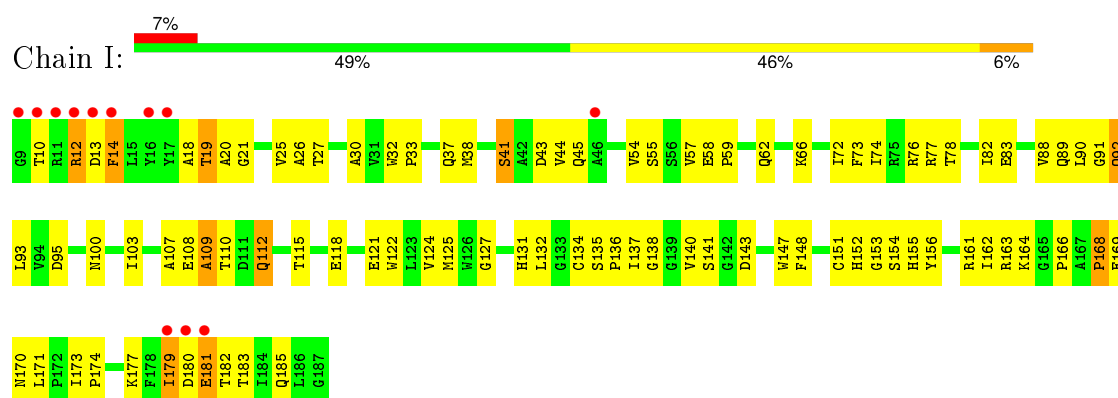 7%
Chain I:
49% 46% 6%
G9 T10 R11 R12 D13 F14 L15 Y16 Y17 A18 T19 A20 G21 V25 A26 T27 A30 V31 W32 P33 Q37 M38 S41 A42 D43 V44 Q45 A46 V54 S55 S56 V57 E58 P59 Q62 K66 I72 F73 I74 R75 R76 R77 T78 I82 E83 V88 Q89 L90 G91
L93 V94 D95 N100 I103 A107 E108 A109 T110 D111 Q112 T115 E118 E121 W122 L123 V124 M125 W126 G127 H131 L132 G133 C134 S135 P136 I137 G138 G139 V140 S141 G142 D143 W147 F148 C151 H152 G153 S154 H155 Y156 R161 I162 R163 K164 G165 P166 A167 P168
N170 L171 P172 I173 P174 K177 F178 I179 D180 E181 T182 T183 I184 Q185 L186 G187